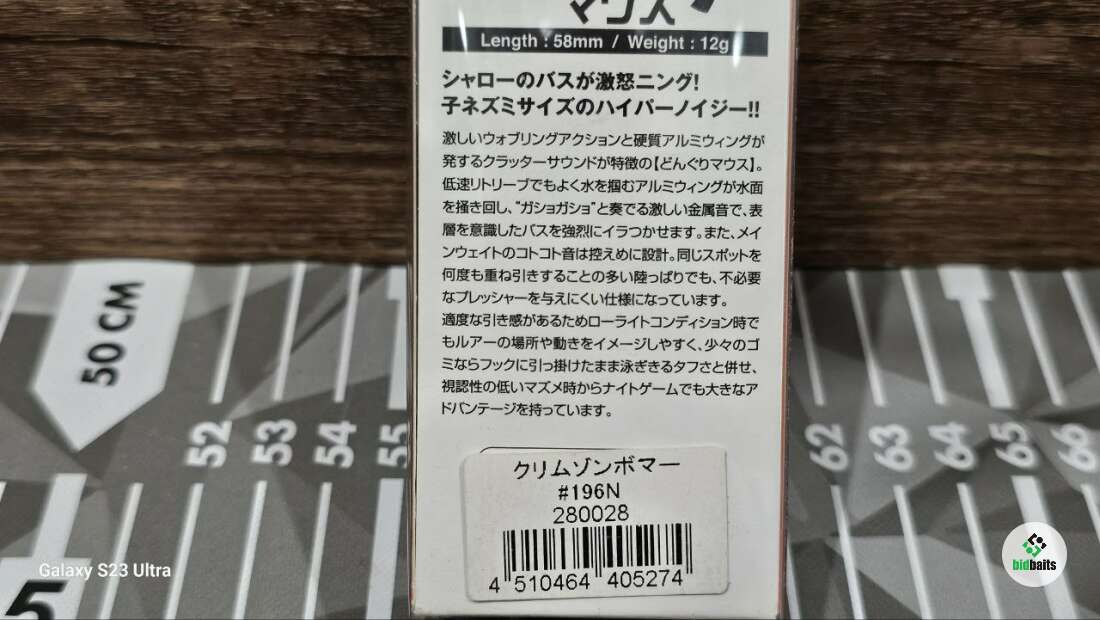 マウス
Length : 58mm / Weight : 12g
シャローのバスが激怒ニング!
子ネズミサイズのハイパーノイジー!!
激しいウォブリングアクションと硬質アルミウィングが
発するクラッターサウンドが特徴の【どんぐりマウス】。
低速リトリーブでもよく水を掴むアルミウィングが水面
を掻き回し、“ガショガショ”と奏でる激しい金属音で、表
層を意識したバスを強烈にイラつかせます。また、メイ
ンウェイトのコトコト音は控えめに設計。同じスポットを
何度も重ね引きすることの多い陸っぱりでも、不必要
なプレッシャーを与えにくい仕様になっています。
適度な引き感があるためローライトコンディション時で
もルアーの場所や動きをイメージしやすく、少々のゴ
ミならフックに引っ掛けたまま泳ぎきるタフさと併せ、
視認性の低いマズメ時からナイトゲームでも大きなア
ドバンテージを持っています。
クリムゾンボマー
#196N
280028
4 510464 405274
50 CM
52 53 54 55 62 63 64 65 66
5
Galaxy S23 Ultra
bidbaits